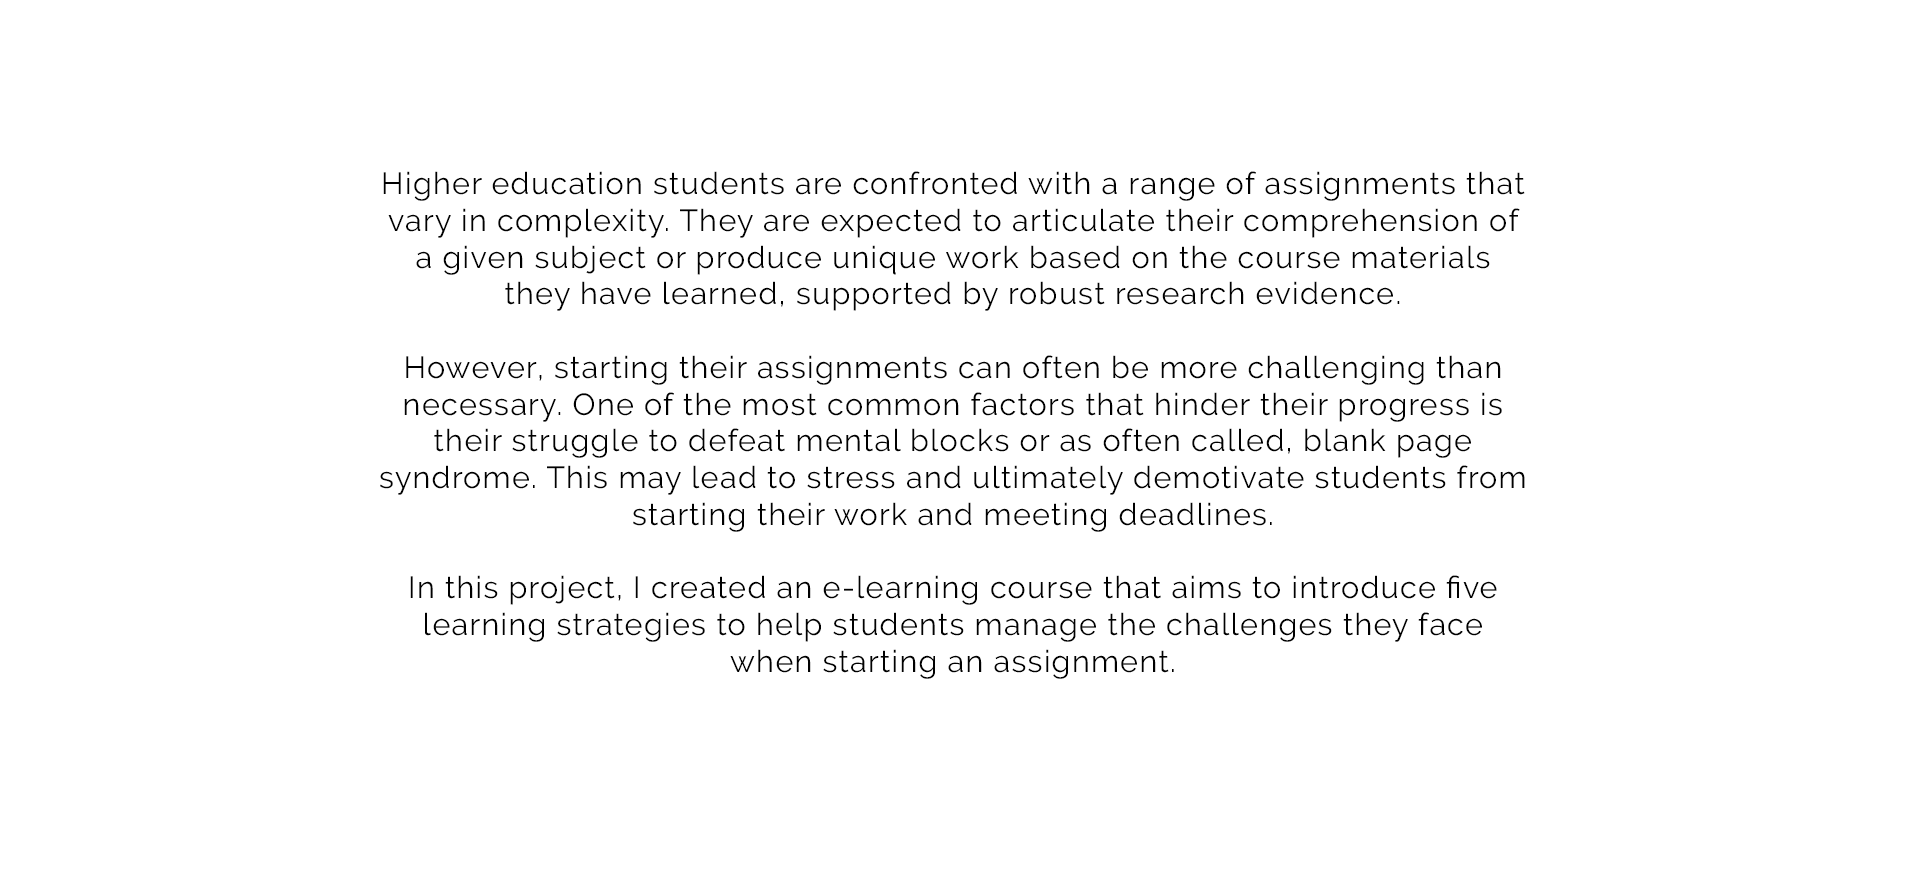 Higher education students are confronted with a range of assignments that
vary in complexity. They are expected to articulate their comprehension of
a given subject or produce unique work based on the course materials
they have learned, supported by robust research evidence.
However, starting their assignments can often be more challenging than
necessary. One of the most common factors that hinder their progress is
their struggle to defeat mental blocks or as often called, blank page
syndrome. This may lead to stress and ultimately demotivate students from
starting their work and meeting deadlines.
In this project, I created an e-learning course that aims to introduce five
learning strategies to help students manage the challenges they face
when starting an assignment.